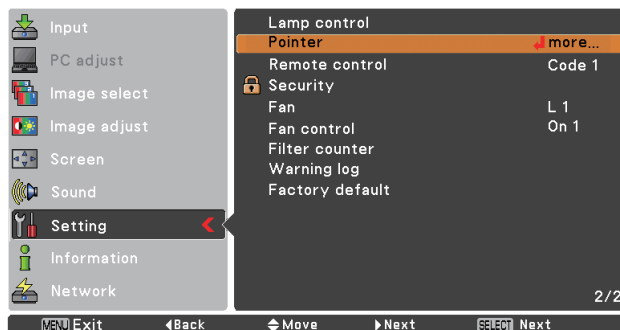 Input
PC adjust
Image select
Image adjust
Screen
Sound
Setting
Information
Network
Lamp control
Pointer more...
Remote control Code 1
Security
Fan L 1
Fan control On 1
Filter counter
Warning log
Factory default
2/2
MENU Exit Back Move Next SELECT Next